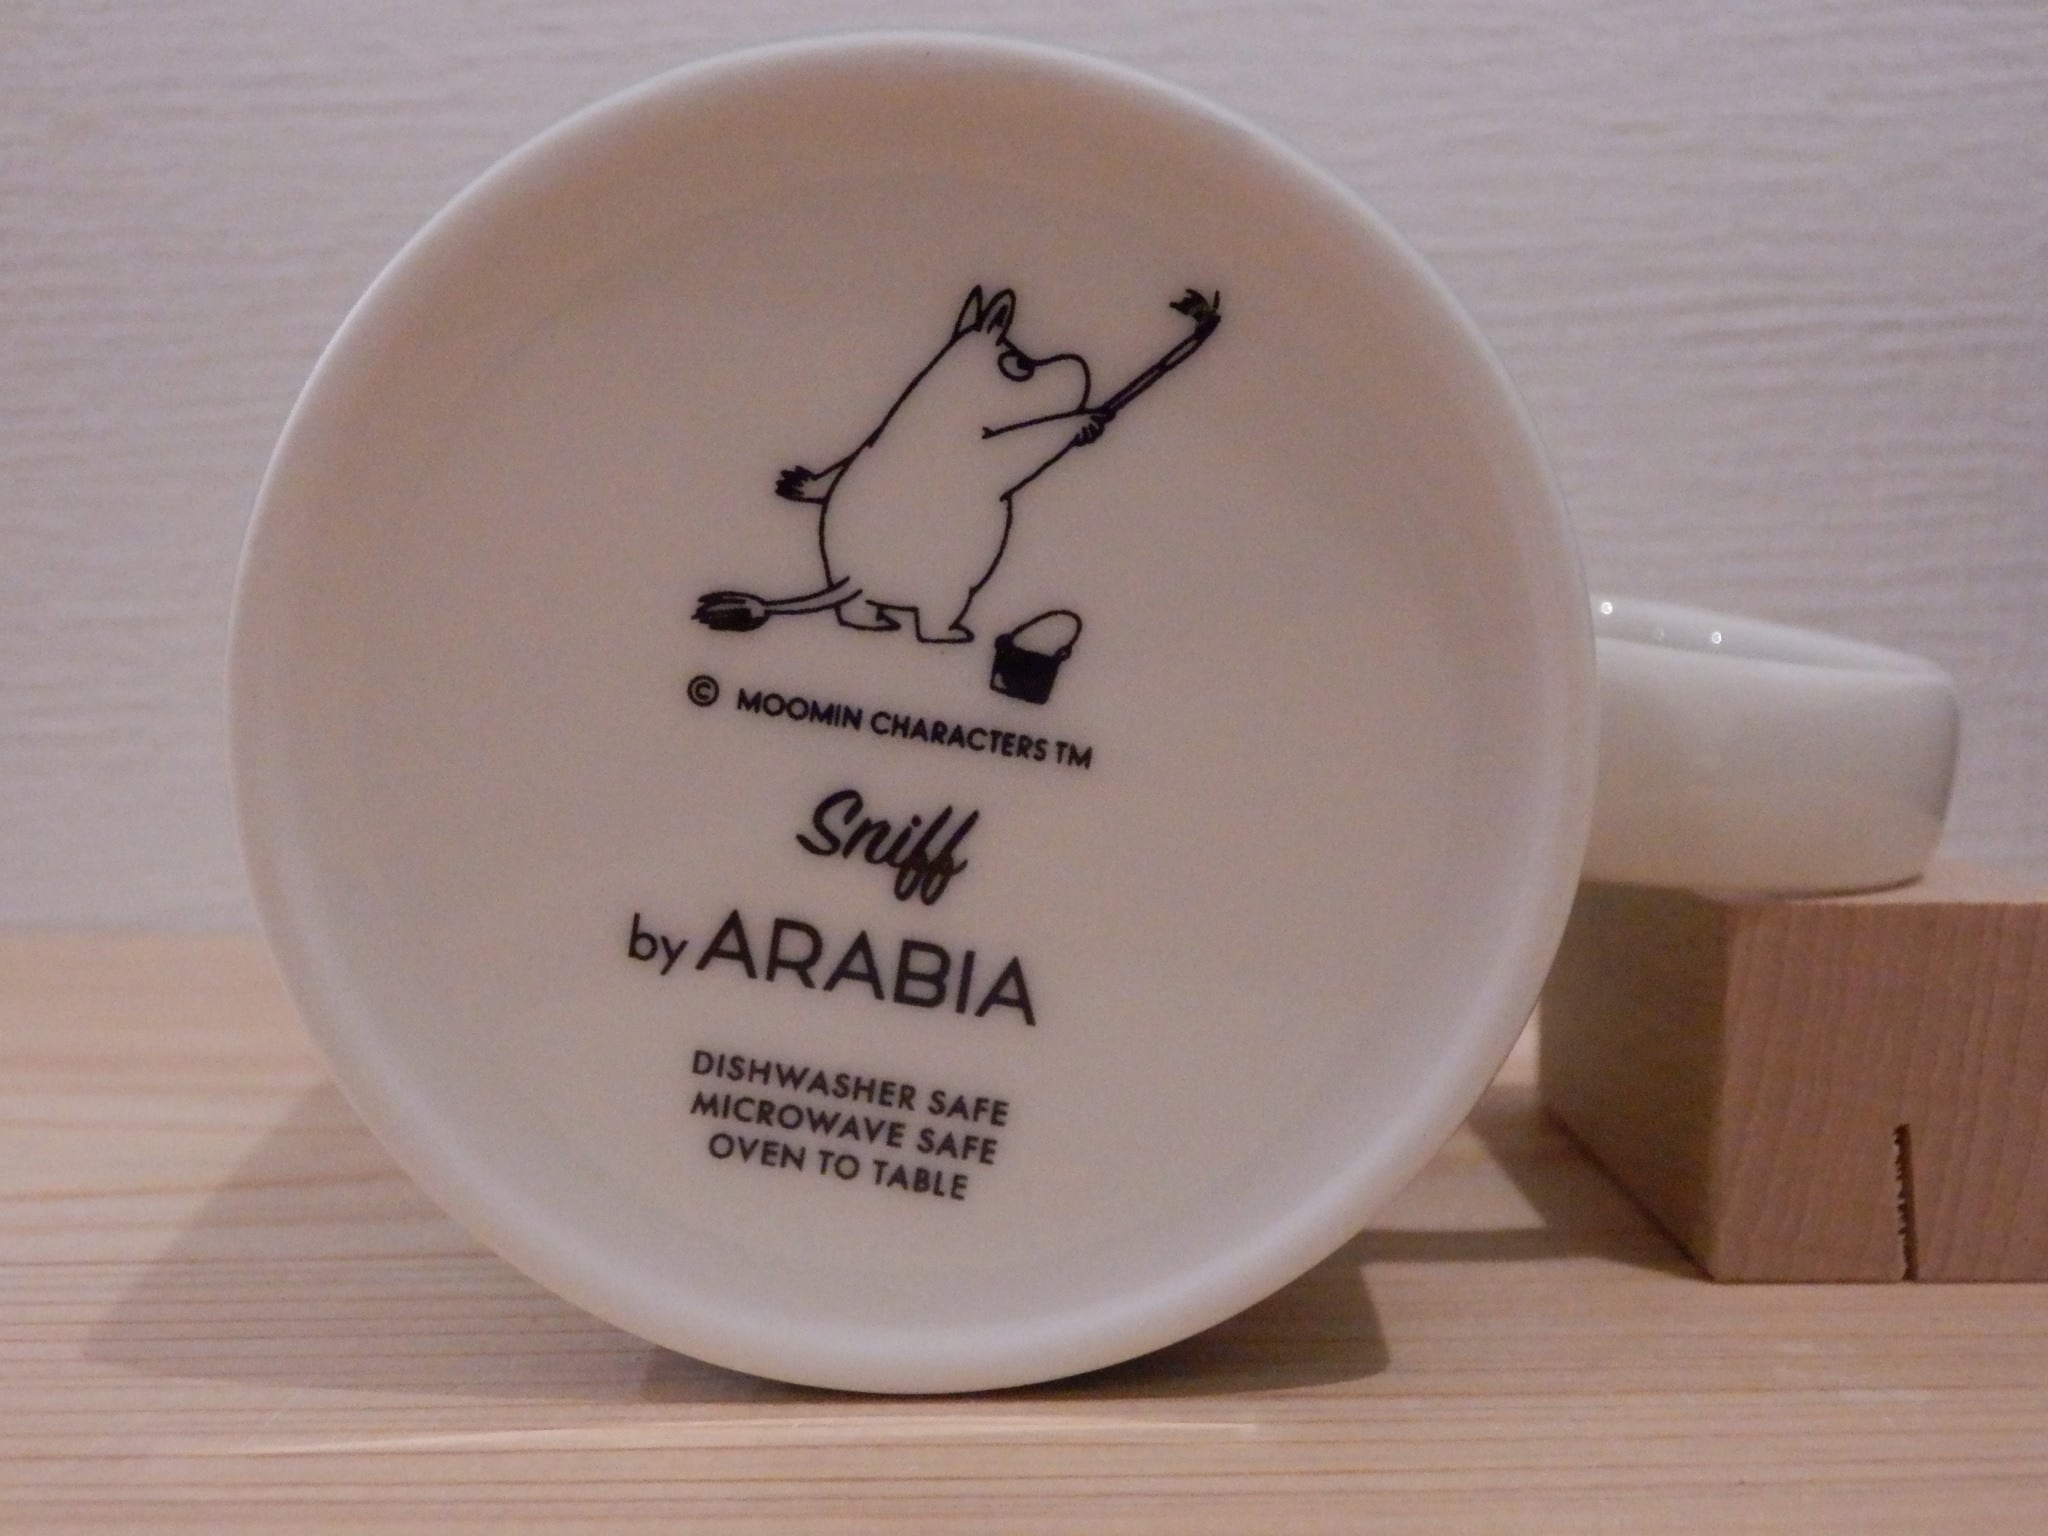 © MOOMIN CHARACTERS TM
Sniff
by ARABIA
DISHWASHER SAFE
MICROWAVE SAFE
OVEN TO TABLE